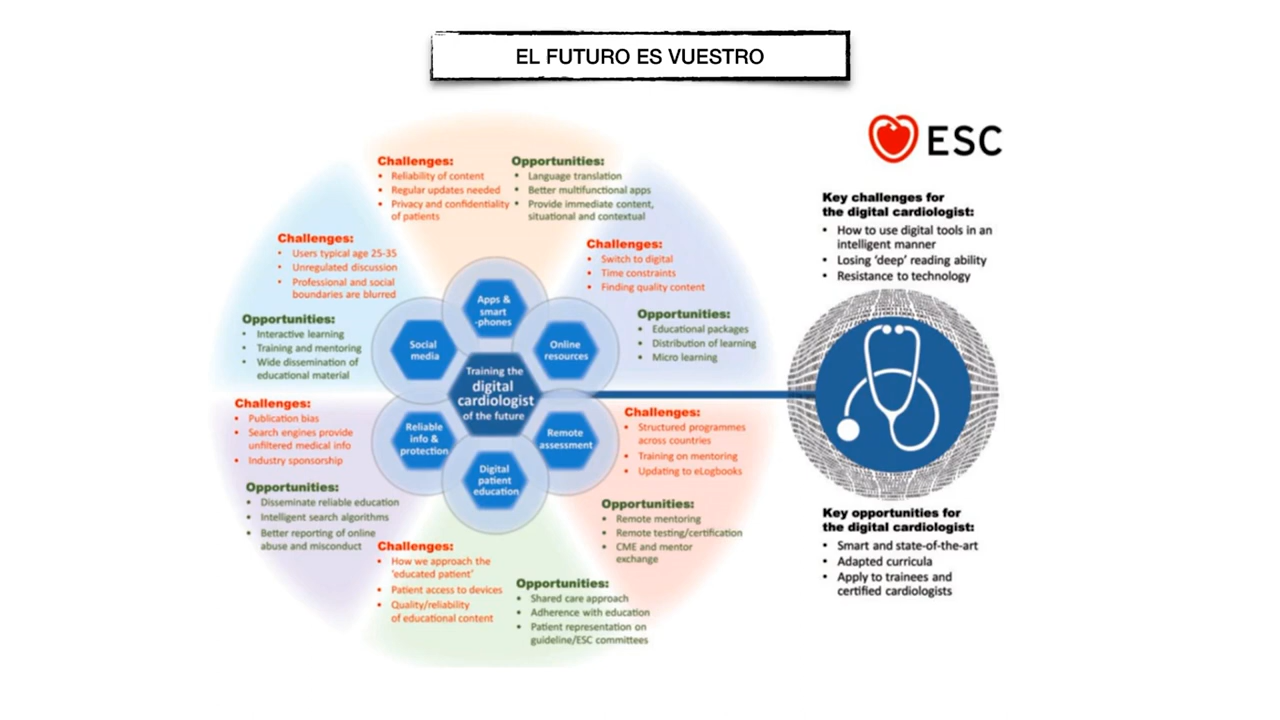 EL FUTURO ES VUESTRO
ESC
Challenges:
• Reliability of content
• Regular updates needed
• Privacy and confidentiality
of patients
Opportunities:
• Language translation
• Better multifunctional apps
• Provide immediate content,
situational and contextual
Challenges:
• Users typical age 25-35
• Unregulated discussion
• Professional and social
boundaries are blurred
Opportunities:
• Interactive learning
• Training and mentoring
• Wide dissemination of
educational material
Challenges:
• Switch to digital
• Time constraints
• Finding quality content
Opportunities:
• Educational packages
• Distribution of learning
• Micro learning
Apps &
smart
-phones
Social
media
Online
resources
Training the
digital
cardiologist
of the future
Reliable
info &
protection
Remote
assessment
Digital
patient
education
Challenges:
• Publication bias
• Search engines provide
unfiltered medical info
• Industry sponsorship
Opportunities:
• Disseminate reliable education
• Intelligent search algorithms
• Better reporting of online
abuse and misconduct
Challenges:
• Structured programmes
across countries
• Training on mentoring
• Updating to eLogbooks
Opportunities:
• Remote mentoring
• Remote testing/certification
• CME and mentor
exchange
Challenges:
• How we approach the
'educated patient'
• Patient access to devices
• Quality/reliability
of educational content
Opportunities:
• Shared care approach
• Adherence with education
• Patient representation on
guideline/ESC committees
Key challenges for
the digital cardiologist:
• How to use digital tools in an
intelligent manner
• Losing 'deep' reading ability
• Resistance to technology
Key opportunities for
the digital cardiologist:
• Smart and state-of-the-art
• Adapted curricula
• Apply to trainees and
certified cardiologists